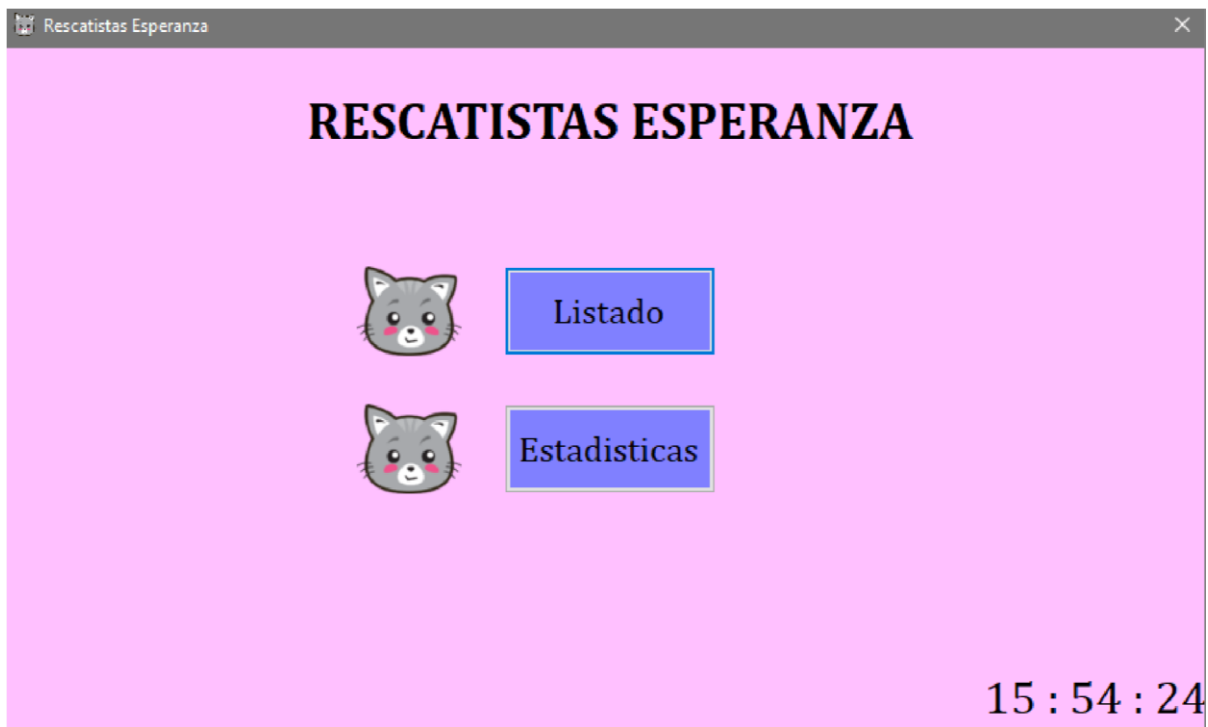 Rescatistas Esperanza
RESCATISTAS ESPERANZA
Listado
Estadisticas
15 : 54 : 24